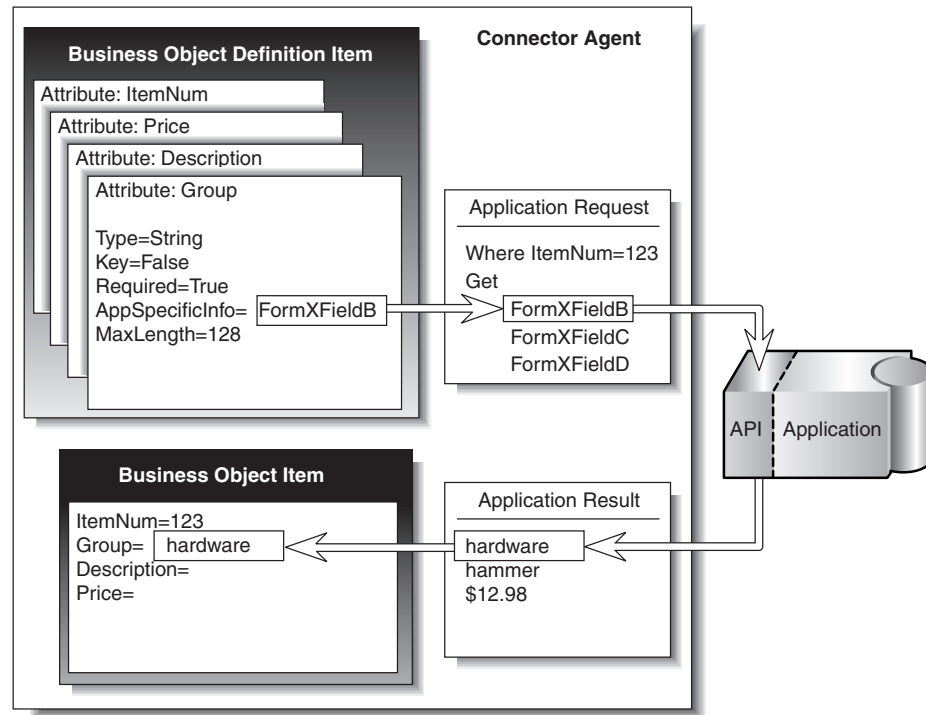 Connector Agent
Business Object Definition Item
Attribute: ItemNum
Attribute: Price
Attribute: Description
Attribute: Group
Type=String
Key=False
Required=True
AppSpecificInfo= FormXFieldB
MaxLength=128
Application Request
Where ItemNum=123
Get
FormXFieldB
FormXFieldC
FormXFieldD
API
Application
Business Object Item
ItemNum=123
Group= hardware
Description=
Price=
Application Result
hardware
hammer
$12.98